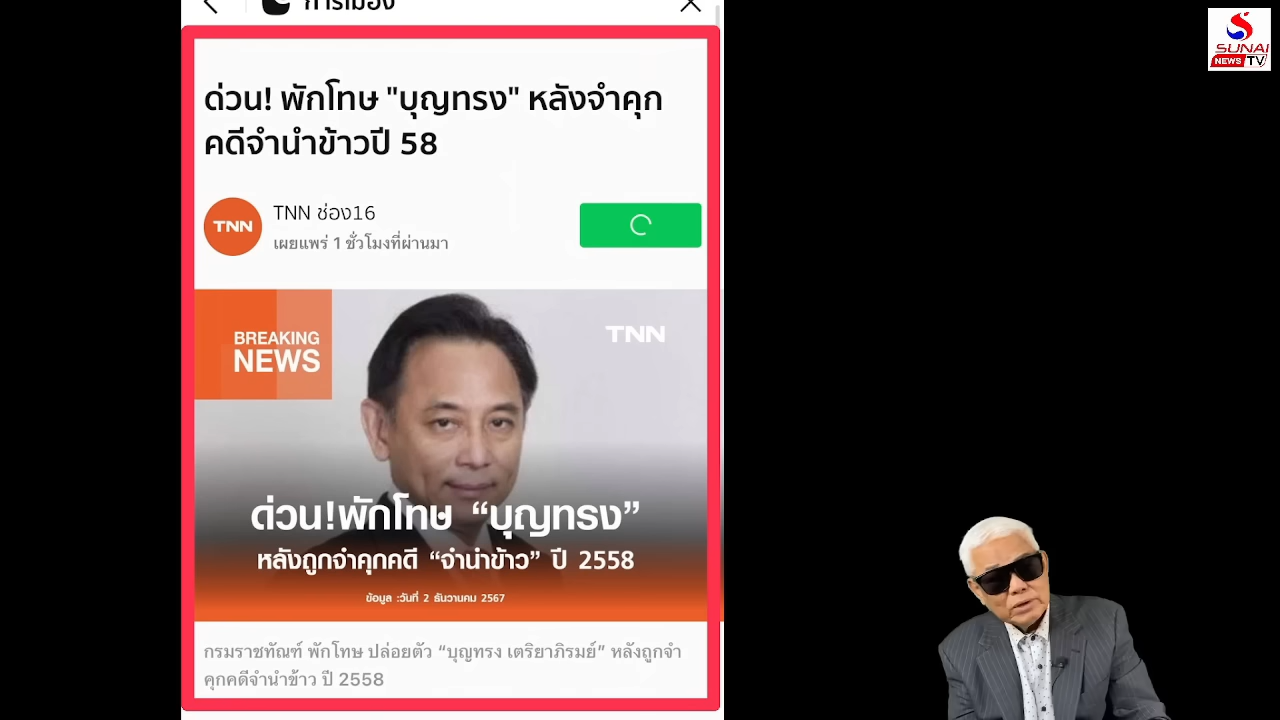 การเมือง
SUNAI
NEWS TV
ด่วน! พักโทษ "บุญทรง" หลังจำคุก
คดีจำนำข้าวปี 58
TNN
TNN ช่อง16
เผยแพร่ 1 ชั่วโมงที่ผ่านมา
BREAKING
NEWS
TNN
ด่วน!พักโทษ “บุญทรง”
หลังถูกจำคุกคดี “จำนำข้าว” ปี 2558
ข้อมูล :วันที่ 2 ธันวานคม 2567
กรมราชทัณฑ์ พักโทษ ปล่อยตัว “บุญทรง เตริยาภิรมย์” หลังถูกจำ
คุกคดีจำนำข้าว ปี 2558